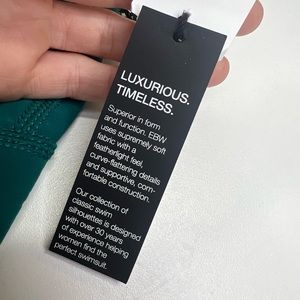 LUXURIOUS.
TIMELESS.
Superior in form
and function. EBW
uses supremely soft
fabric with a
featherlight feel,
curve-flattering details
and supportive, com-
fortable construction.
Our collection of
classic swim
silhouettes is designed
with over 30 years
of experience helping
women find the
perfect swimsuit.